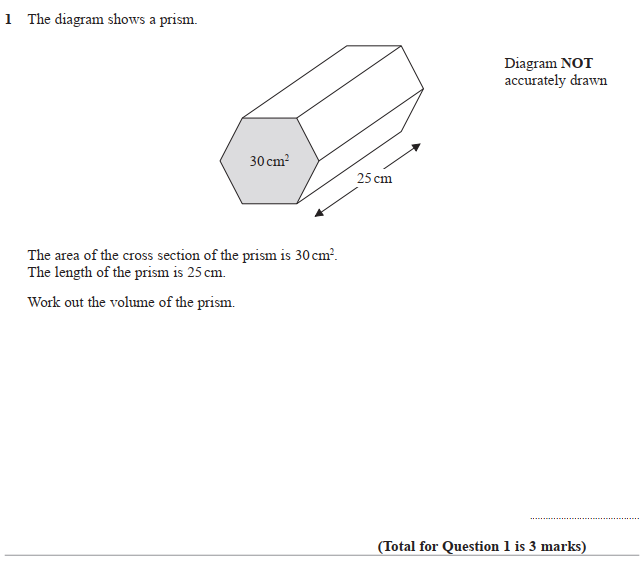 1 The diagram shows a prism.
Diagram NOT
accurately drawn
30 cm²
25 cm
The area of the cross section of the prism is 30 cm².
The length of the prism is 25 cm.
Work out the volume of the prism.
(Total for Question 1 is 3 marks)